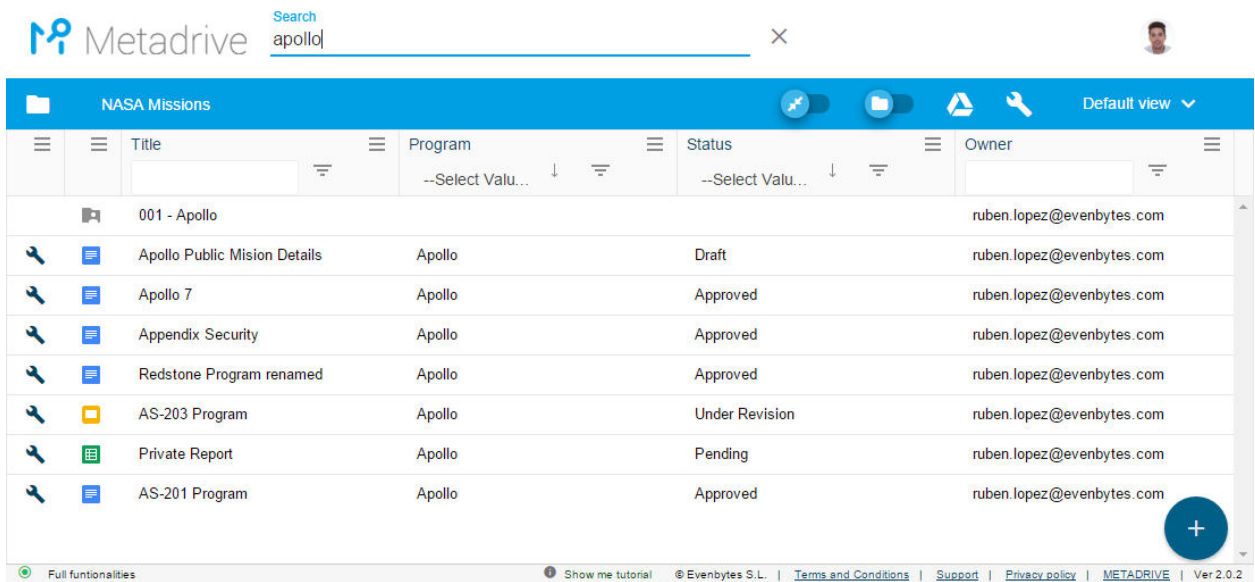 Search
Metadrive apollo
NASA Missions Default view
Title Program Status Owner
--Select Valu... --Select Valu...
001 - Apollo ruben.lopez@evenbytes.com
Apollo Public Mision Details Apollo Draft ruben.lopez@evenbytes.com
Apollo 7 Apollo Approved ruben.lopez@evenbytes.com
Appendix Security Apollo Approved ruben.lopez@evenbytes.com
Redstone Program renamed Apollo Approved ruben.lopez@evenbytes.com
AS-203 Program Apollo Under Revision ruben.lopez@evenbytes.com
Private Report Apollo Pending ruben.lopez@evenbytes.com
AS-201 Program Apollo Approved ruben.lopez@evenbytes.com
Full funtionalities Show me tutorial © Evenbytes S.L. | Terms and Conditions | Support | Privacy policy | METADRIVE | Ver 2.0.2